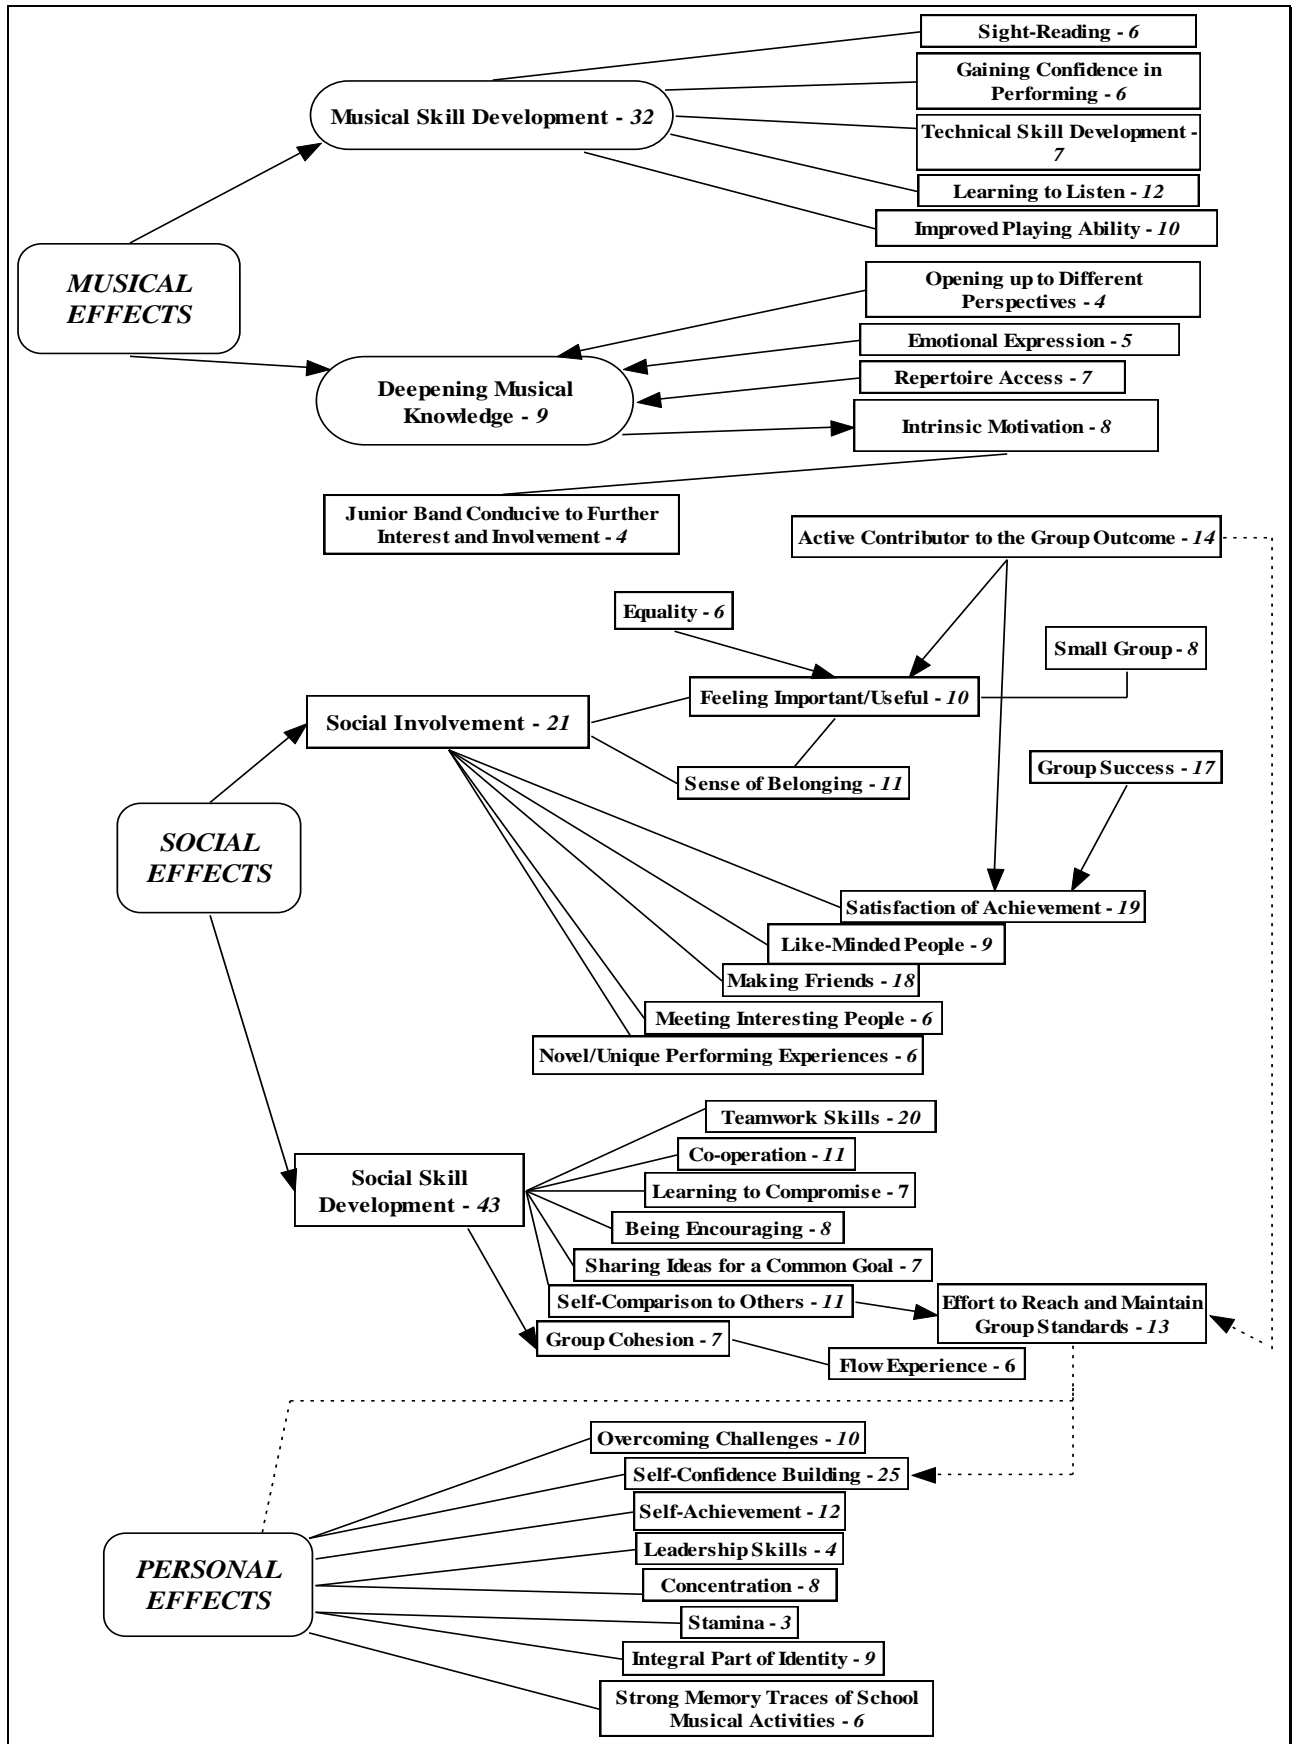 Sight-Reading - 6
Gaining Confidence in
Performing - 6
Musical Skill Development - 32
Technical Skill Development -
7
Learning to Listen - 12
Improved Playing Ability - 10
MUSICAL
EFFECTS
Opening up to Different
Perspectives - 4
Emotional Expression - 5
Repertoire Access - 7
Deepening Musical
Knowledge - 9
Intrinsic Motivation - 8
Junior Band Conducive to Further
Interest and Involvement - 4
Active Contributor to the Group Outcome - 14
Equality - 6
Small Group - 8
Feeling Important/Useful - 10
Social Involvement - 21
Sense of Belonging - 11
Group Success - 17
SOCIAL
EFFECTS
Satisfaction of Achievement - 19
Like-Minded People - 9
Making Friends - 18
Meeting Interesting People - 6
Novel/Unique Performing Experiences - 6
Teamwork Skills - 20
Co-operation - 11
Social Skill
Development - 43
Learning to Compromise - 7
Being Encouraging - 8
Sharing Ideas for a Common Goal - 7
Self-Comparison to Others - 11
Effort to Reach and Maintain
Group Standards - 13
Group Cohesion - 7
Flow Experience - 6
Overcoming Challenges - 10
Self-Confidence Building - 25
Self-Achievement - 12
Leadership Skills - 4
PERSONAL
EFFECTS
Concentration - 8
Stamina - 3
Integral Part of Identity - 9
Strong Memory Traces of School
Musical Activities - 6